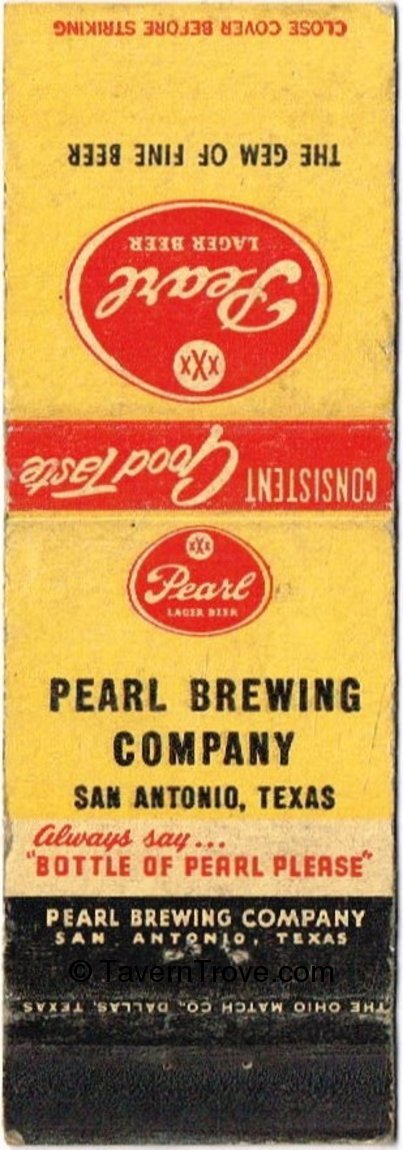 CLOSE COVER BEFORE STRIKING
THE GEM OF FINE BEER
Pearl
LAGER BEER
XXX
CONSISTENT Good Taste
XXX
Pearl
LAGER BEER
PEARL BREWING
COMPANY
SAN ANTONIO, TEXAS
Always say...
"BOTTLE OF PEARL PLEASE"
PEARL BREWING COMPANY
SAN ANTONIO, TEXAS
© TavernTrove.com
THE OHIO MATCH CO., DALLAS, TEXAS